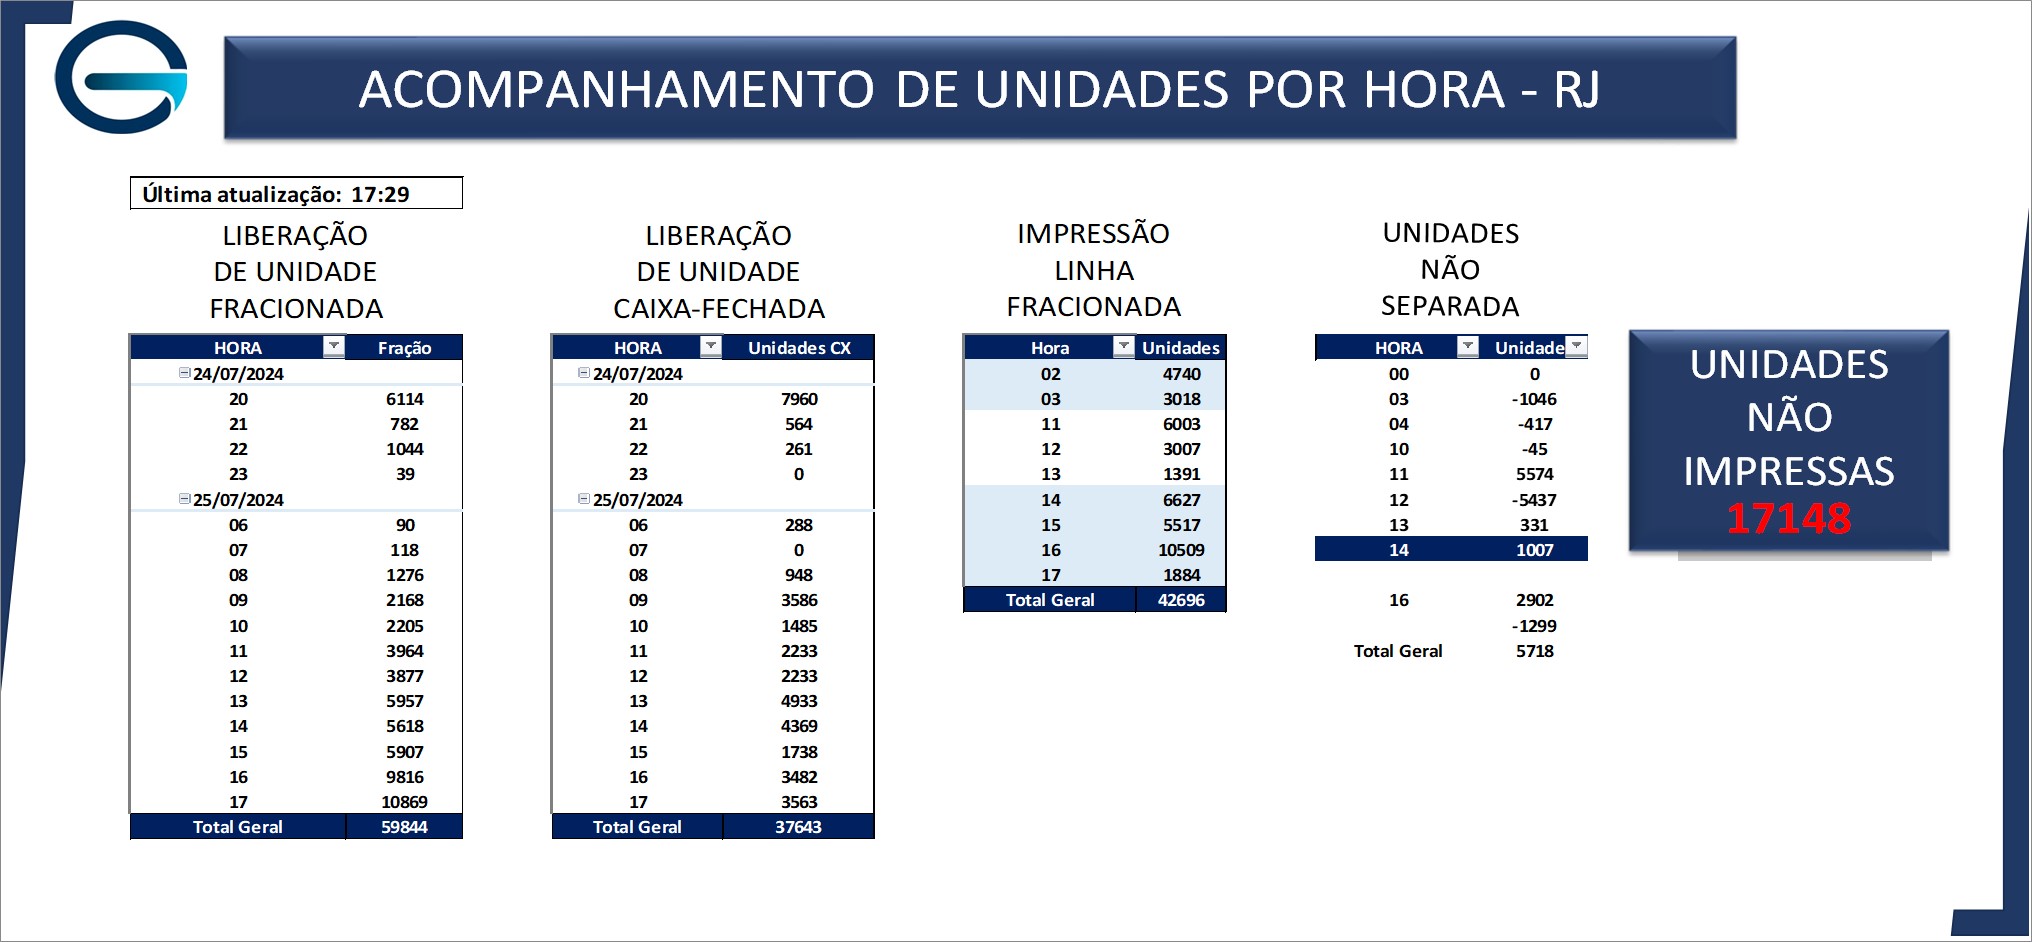 ACOMPANHAMENTO DE UNIDADES POR HORA - RJ
Última atualização: 17:29
LIBERAÇÃO
DE UNIDADE
FRACIONADA
HORA Fração
24/07/2024
20 6114
21 782
22 1044
23 39
25/07/2024
06 90
07 118
08 1276
09 2168
10 2205
11 3964
12 3877
13 5957
14 5618
15 5907
16 9816
17 10869
Total Geral 59844
LIBERAÇÃO
DE UNIDADE
CAIXA-FECHADA
HORA Unidades CX
24/07/2024
20 7960
21 564
22 261
23 0
25/07/2024
06 288
07 0
08 948
09 3586
10 1485
11 2233
12 2233
13 4933
14 4369
15 1738
16 3482
17 3563
Total Geral 37643
IMPRESSÃO
LINHA
FRACIONADA
Hora Unidades
02 4740
03 3018
11 6003
12 3007
13 1391
14 6627
15 5517
16 10509
17 1884
Total Geral 42696
UNIDADES
NÃO
SEPARADA
HORA Unidade
00 0
03 -1046
04 -417
10 -45
11 5574
12 -5437
13 331
14 1007
16 2902
-1299
Total Geral 5718
UNIDADES
NÃO
IMPRESSAS
17148